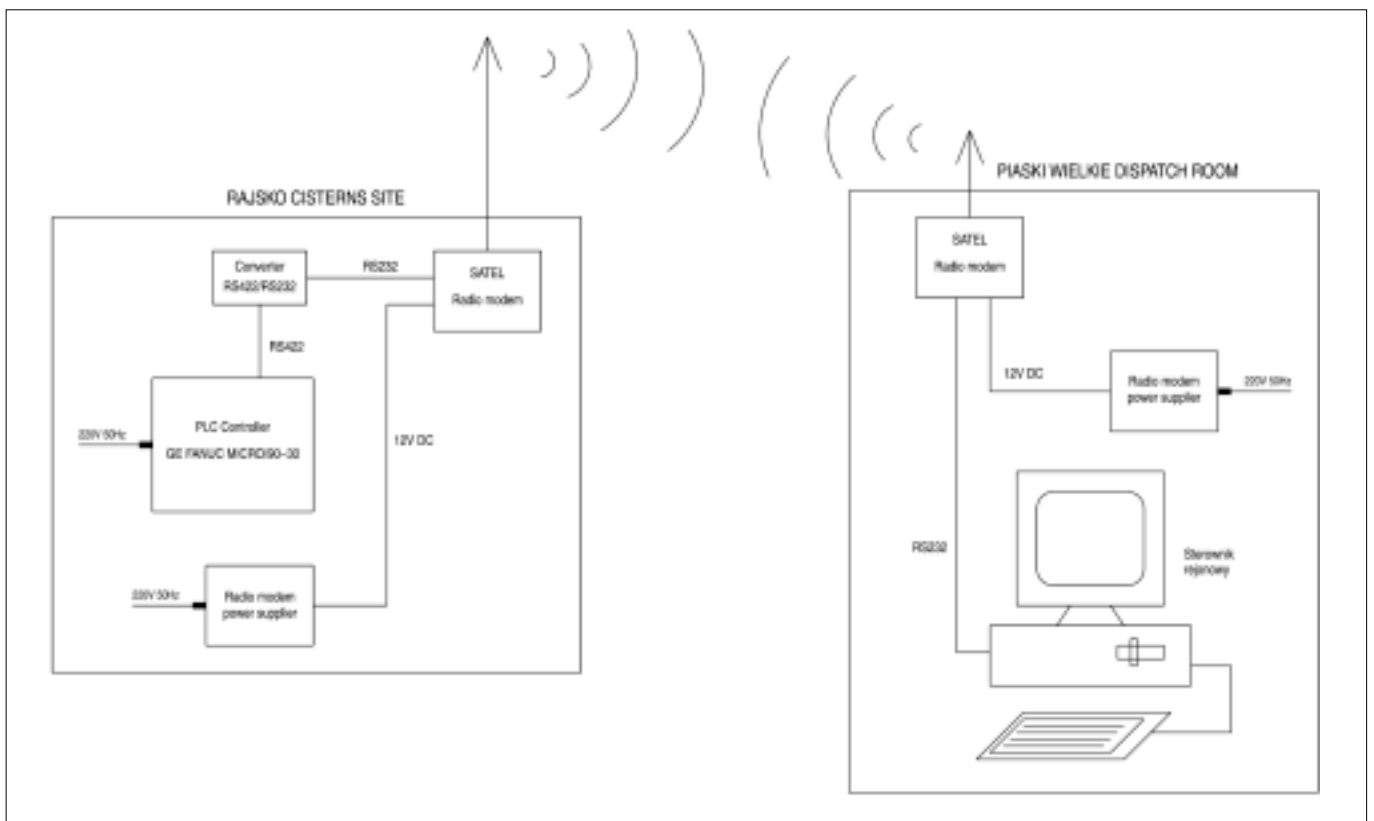 RAJSKO CISTERNS SITE
Converter
RS422/RS232
RS232
SATEL
Radio modem
RS422
PLC Controller
GE FANUC MICRO90-30
220V 50Hz
12V DC
220V 50Hz
Radio modem
power supplier
PIASKI WIELKIE DISPATCH ROOM
SATEL
Radio modem
12V DC
Radio modem
power supplier
220V 50Hz
RS232
Sterownik
rejonowy